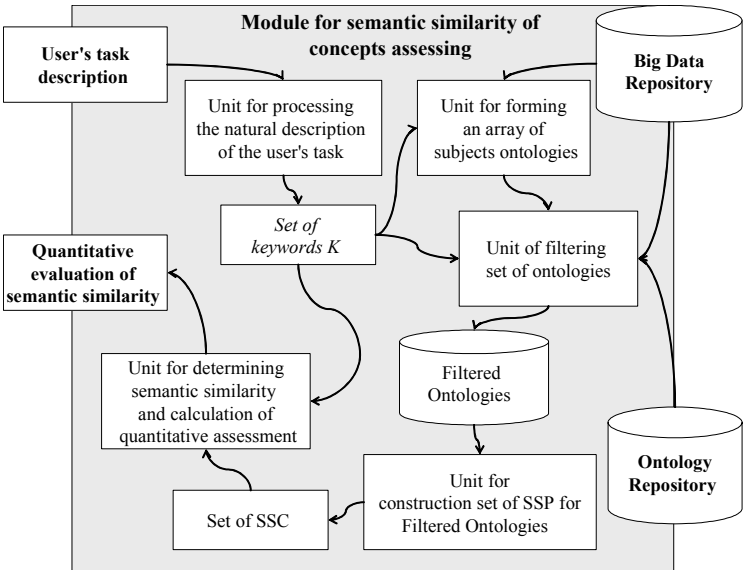 Module for semantic similarity of
concepts assessing
User's task
description
Big Data
Repository
Unit for processing
the natural description
of the user's task
Unit for forming
an array of
subjects ontologies
Set of
keywords K
Unit of filtering
set of ontologies
Quantitative
evaluation of
semantic similarity
Unit for determining
semantic similarity
and calculation of
quantitative assessment
Filtered
Ontologies
Ontology
Repository
Unit for
construction set of SSP for
Filtered Ontologies
Set of SSC